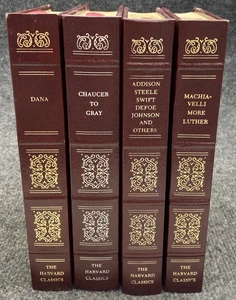 DANA
THE
HARVARD
CLASSICS
CHAUCER
TO
GRAY
THE
HARVARD
CLASSICS
ADDISON
STEELE
SWIFT
DEFOE
JOHNSON
AND
OTHERS
THE
HARVARD
CLASSICS
MACHIA-
VELLI
MORE
LUTHER
THE
HARVARD
CLASSICS